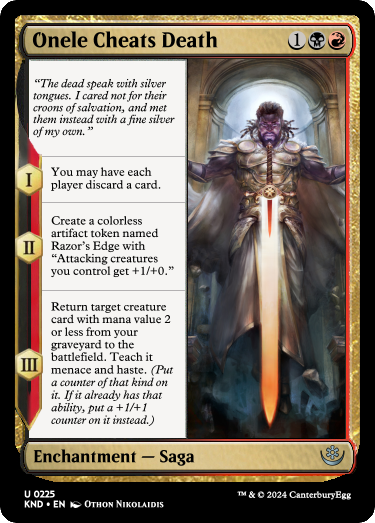 Onele Cheats Death 1
“The dead speak with silver
tongues. I cared not for their
croons of salvation, and met
them instead with a fine silver
of my own.”
I
You may have each
player discard a card.
II
Create a colorless
artifact token named
Razor’s Edge with
“Attacking creatures
you control get +1/+0.”
III
Return target creature
card with mana value 2
or less from your
graveyard to the
battlefield. Teach it
menace and haste. (Put
a counter of that kind on
it. If it already has that
ability, put a +1/+1
counter on it instead.)
Enchantment — Saga
U 0225
KND • EN OTHON NIKOLAIDIS
™ & © 2024 CanterburyEgg